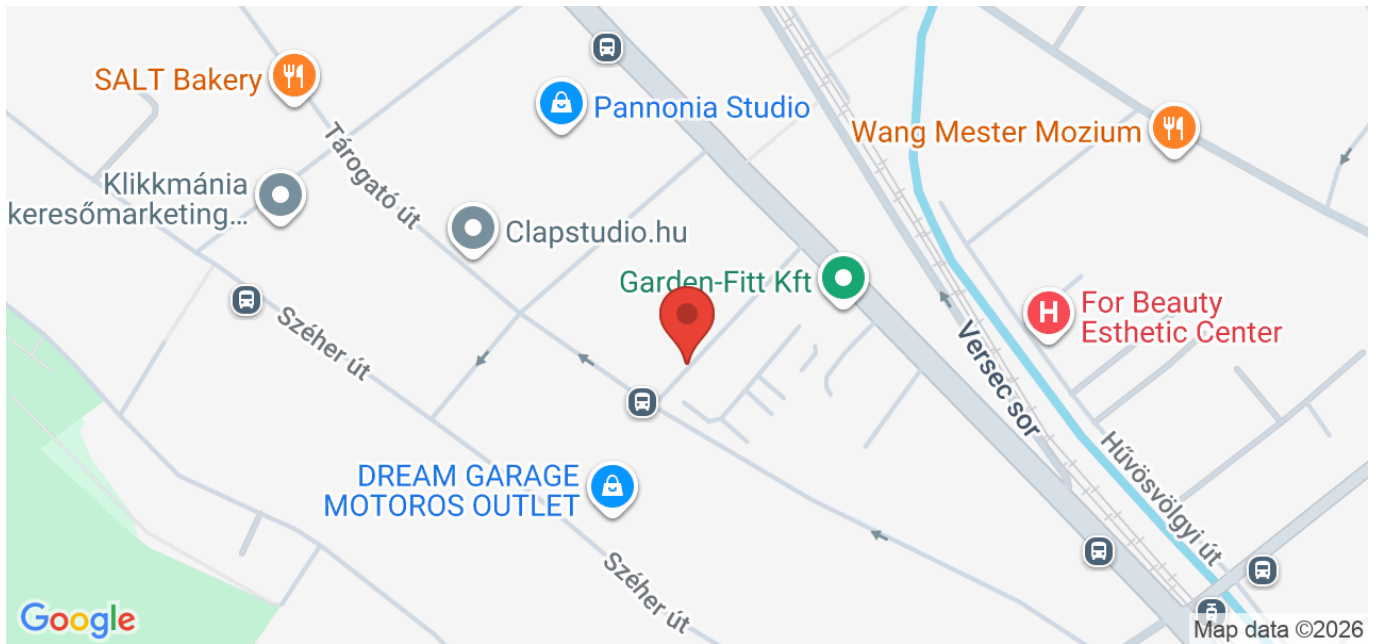 SALT Bakery
Pannonia Studio
Wang Mester Mozium
Tárogató út
Klikkmánia
keresőmarketing...
Clapstudio.hu
Garden-Fitt Kft
For Beauty
Esthetic Center
H
Széher út
Versec sor
DREAM GARAGE
MOTOROS OUTLET
Hűvösvölgyi út
Széher út
Google
Map data ©2026